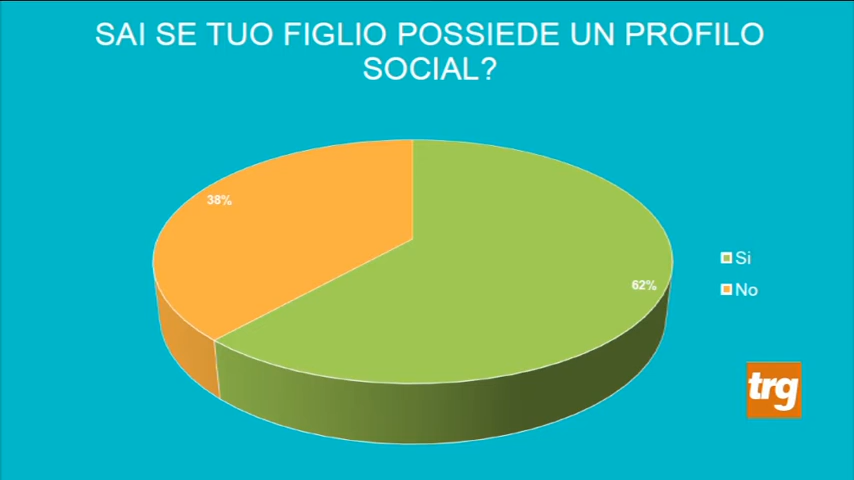 SAI SE TUO FIGLIO POSSIEDE UN PROFILO
SOCIAL?
38%
62%
Si
No
trg